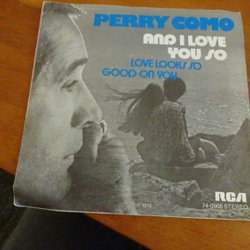 PERRY COMO
AND I LOVE
YOU SO
LOVE LOOKS SO
GOOD ON YOU
RCA
74-0906 STEREO